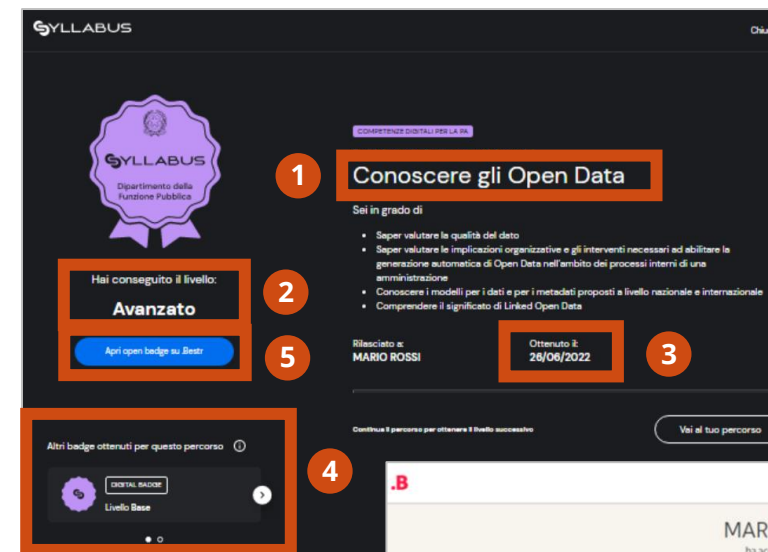 SYLLABUS
COMPETENZE DIGITALI PER LA PA
SYLLABUS
Dipartimento della
Funzione Pubblica
1
Conoscere gli Open Data
Sei in grado di
• Saper valutare la qualità del dato
• Saper valutare le implicazioni organizzative e gli interventi necessari ad abilitare la
generazione automatica di Open Data nell'ambito dei processi interni di una
amministrazione
• Conoscere i modelli per i dati e per i metadati proposti a livello nazionale e internazionale
• Comprendere il significato di Linked Open Data
Hai conseguito il livello:
Avanzato
2
Apri open badge su Bestr
5
Rilasciato a:
MARIO ROSSI
Ottenuto il:
26/06/2022
3
Continua il percorso per ottenere il livello successivo
Vai al tuo percorso
Altri badge ottenuti per questo percorso
DIGITAL BADGE
Livello Base
4
.B
MAR